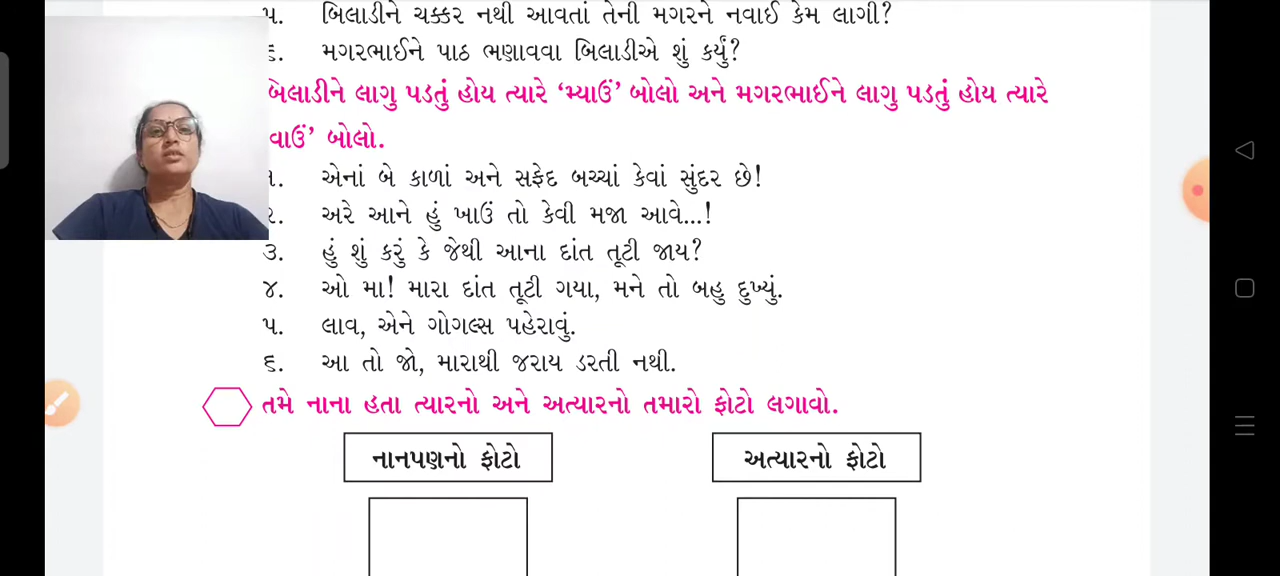 ૫. બિલાડીને ચક્કર નથી આવતાં તેની મગરને નવાઈ કેમ લાગી?
૬. મગરભાઈને પાઠ ભણાવવા બિલાડીએ શું કર્યું?
બિલાડીને લાગુ પડતું હોય ત્યારે ‘મ્યાઉં’ બોલો અને મગરભાઈને લાગુ પડતું હોય ત્યારે
વાઉં’ બોલો.
૧. એનાં બે કાળાં અને સફેદ બચ્ચાં કેવાં સુંદર છે!
૨. અરે આને હું ખાઉં તો કેવી મજા આવે...!
૩. હું શું કરું કે જેથી આના દાંત તૂટી જાય?
૪. ઓ મા! મારા દાંત તૂટી ગયા, મને તો બહુ દુખ્યું.
૫. લાવ, એને ગોગલ્સ પહેરાવું.
૬. આ તો જો, મારાથી જરાય ડરતી નથી.
તમે નાના હતા ત્યારનો અને અત્યારનો તમારો ફોટો લગાવો.
નાનપણનો ફોટો અત્યારનો ફોટો